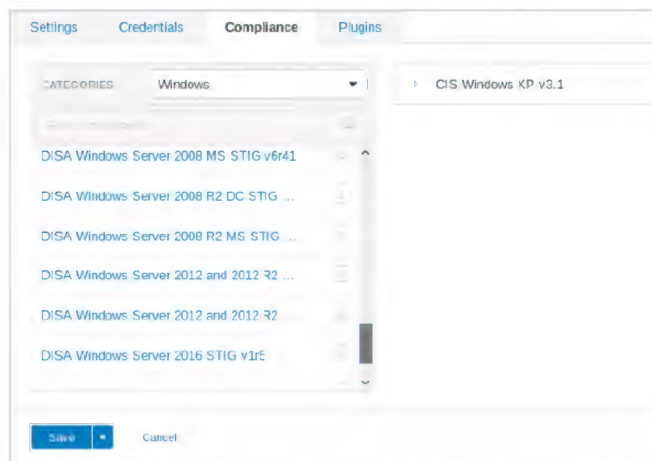 Settings Credentials Compliance Plugins
CATEGORIES Windows
CIS Windows XP v3.1
DISA Windows Server 2008 MS STIG v6r41
DISA Windows Server 2008 R2 DC STIG ...
DISA Windows Server 2008 R2 MS STIG ...
DISA Windows Server 2012 and 2012 R2 ...
DISA Windows Server 2012 and 2012 R2
DISA Windows Server 2016 STIG
Save Cancel